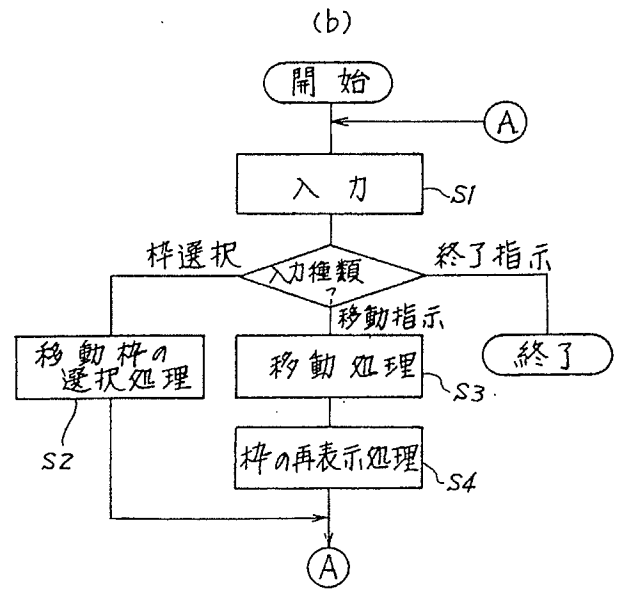 (b)
開始
A
入力
S1
枠選択
入力種類
?
終了指示
移動指示
移動枠の
選択処理
S2
移動処理
S3
終了
枠の再表示処理
S4
A